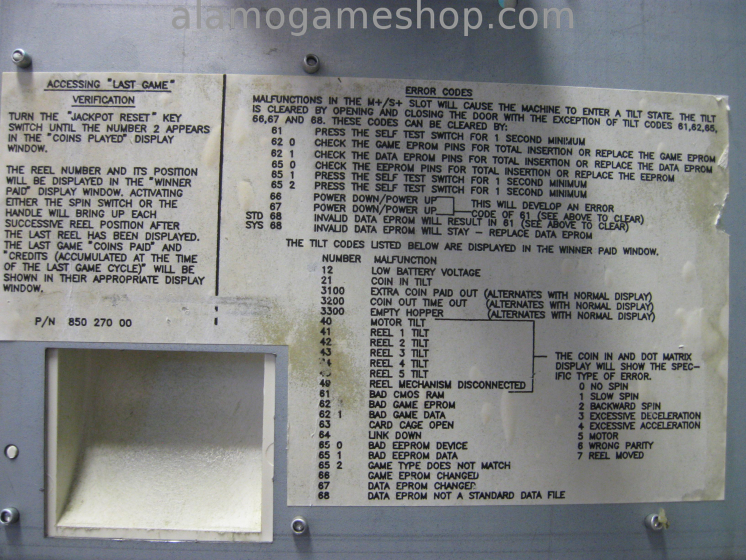 alamogameshop.com
ACCESSING "LAST GAME"
VERIFICATION
TURN THE "JACKPOT RESET" KEY
SWITCH UNTIL THE NUMBER 2 APPEARS
IN THE "COINS PLAYED" DISPLAY
WINDOW.
THE REEL NUMBER AND ITS POSITION
WILL BE DISPLAYED IN THE "WINNER
PAID" DISPLAY WINDOW. ACTIVATING
EITHER THE SPIN SWITCH OR THE
HANDLE WILL BRING UP EACH
SUCCESSIVE REEL POSITION AFTER
THE LAST REEL HAS BEEN DISPLAYED.
THE LAST GAME "COINS PAID" AND
"CREDITS (ACCUMULATED AT THE TIME
OF THE LAST GAME CYCLE)" WILL BE
SHOWN IN THEIR APPROPRIATE DISPLAY
WINDOW.
P/N 850 270 00
ERROR CODES
MALFUNCTIONS IN THE M+/S+ SLOT WILL CAUSE THE MACHINE TO ENTER A TILT STATE. THE TILT
IS CLEARED BY OPENING AND CLOSING THE DOOR WITH THE EXCEPTION OF TILT CODES 61,62,65,
66,67 AND 68. THESE CODES CAN BE CLEARED BY:
61 PRESS THE SELF TEST SWITCH FOR 1 SECOND MINIMUM
62 0 CHECK THE GAME EPROM PINS FOR TOTAL INSERTION OR REPLACE THE GAME EPROM
62 1 CHECK THE DATA EPROM PINS FOR TOTAL INSERTION OR REPLACE THE DATA EPROM
65 0 CHECK THE EEPROM PINS FOR TOTAL INSERTION OR REPLACE THE EEPROM
65 1 PRESS THE SELF TEST SWITCH FOR 1 SECOND MINIMUM
65 2 PRESS THE SELF TEST SWITCH FOR 1 SECOND MINIMUM
66 POWER DOWN/POWER UP THIS WILL DEVELOP AN ERROR
67 POWER DOWN/POWER UP CODE OF 61 (SEE ABOVE TO CLEAR)
STD 68 INVALID DATA EPROM WILL RESULT IN 61 (SEE ABOVE TO CLEAR)
SYS 68 INVALID DATA EPROM WILL STAY - REPLACE DATA EPROM
THE TILT CODES LISTED BELOW ARE DISPLAYED IN THE WINNER PAID WINDOW.
NUMBER MALFUNCTION
12 LOW BATTERY VOLTAGE
21 COIN IN TILT
3100 EXTRA COIN PAID OUT (ALTERNATES WITH NORMAL DISPLAY)
3200 COIN OUT TIME OUT (ALTERNATES WITH NORMAL DISPLAY)
3300 EMPTY HOPPER (ALTERNATES WITH NORMAL DISPLAY)
40 MOTOR TILT
41 REEL 1 TILT
42 REEL 2 TILT
43 REEL 3 TILT
REEL 4 TILT
REEL 5 TILT
49 REEL MECHANISM DISCONNECTED
THE COIN IN AND DOT MATRIX
DISPLAY WILL SHOW THE SPEC-
IFIC TYPE OF ERROR.
0 NO SPIN
1 SLOW SPIN
2 BACKWARD SPIN
3 EXCESSIVE DECELERATION
4 EXCESSIVE ACCELERATION
5 MOTOR
6 WRONG PARITY
7 REEL MOVED
61 BAD CMOS RAM
62 BAD GAME EPROM
62 1 BAD GAME DATA
63 CARD CAGE OPEN
64 LINK DOWN
65 0 BAD EEPROM DEVICE
65 1 BAD EEPROM DATA
65 2 GAME TYPE DOES NOT MATCH
66 GAME EPROM CHANGED
67 DATA EPROM CHANGED
68 DATA EPROM NOT A STANDARD DATA FILE